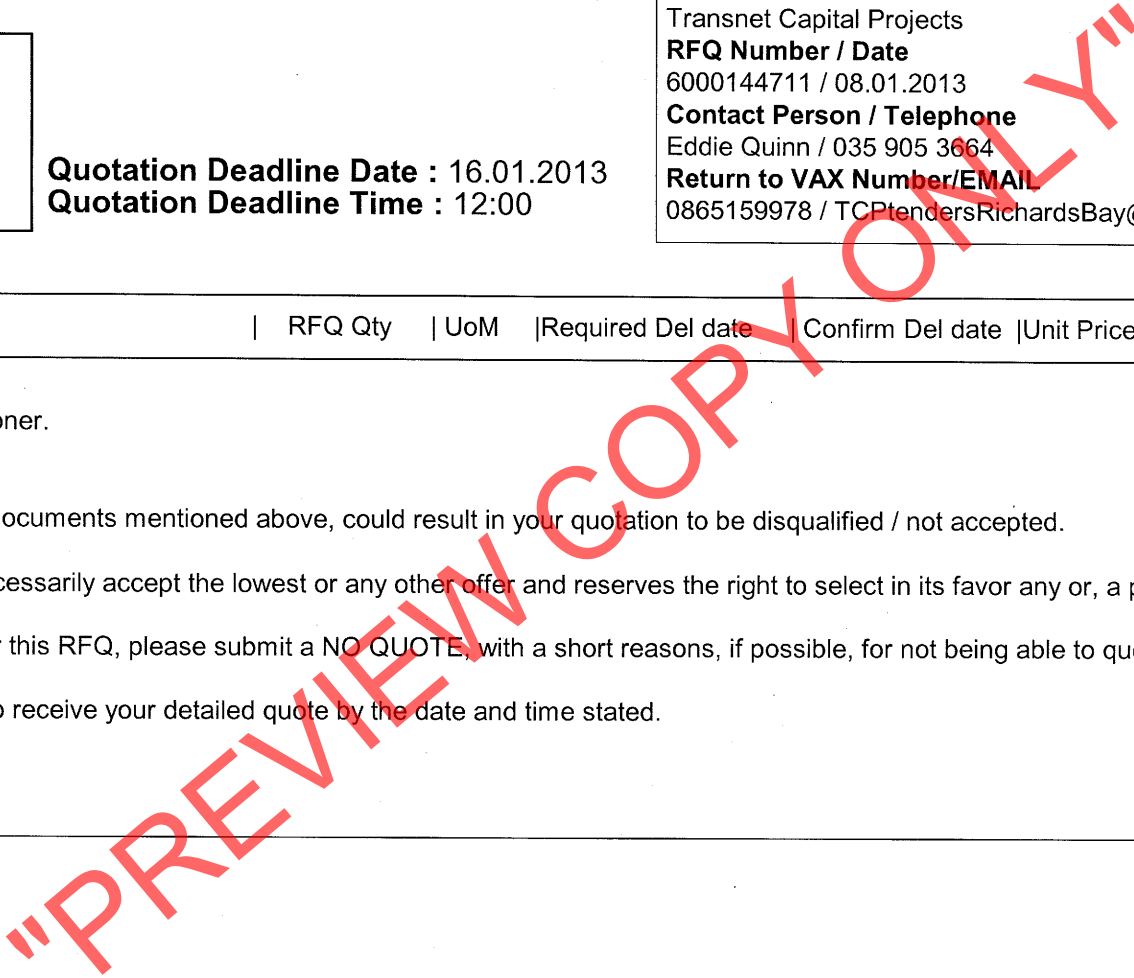 Transnet Capital Projects
RFQ Number / Date
6000144711 / 08.01.2013
Contact Person / Telephone
Eddie Quinn / 035 905 3664
Return to VAX Number/EMAIL
0865159978 / TCPtendersRichardsBay@
Quotation Deadline Date : 16.01.2013
Quotation Deadline Time : 12:00
| RFQ Qty | UoM |Required Del date | Confirm Del date |Unit Price
oner.
ocuments mentioned above, could result in your quotation to be disqualified / not accepted.
cessarily accept the lowest or any other offer and reserves the right to select in its favor any or, a p
this RFQ, please submit a NO QUOTE, with a short reasons, if possible, for not being able to quo
o receive your detailed quote by the date and time stated.
"PREVIEW COPY ONLY"